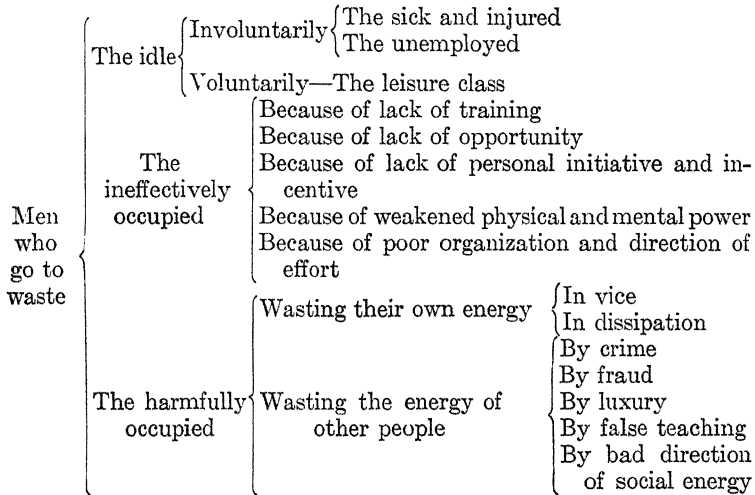 The idle
Involuntarily
The sick and injured
The unemployed
Voluntarily—The leisure class
Men
who
go to
waste
The
ineffectively
occupied
Because of lack of training
Because of lack of opportunity
Because of lack of personal initiative and in-
centive
Because of weakened physical and mental power
Because of poor organization and direction of
effort
The harmfully
occupied
Wasting their own energy
In vice
In dissipation
Wasting the energy of
other people
By crime
By fraud
By luxury
By false teaching
By bad direction
of social energy